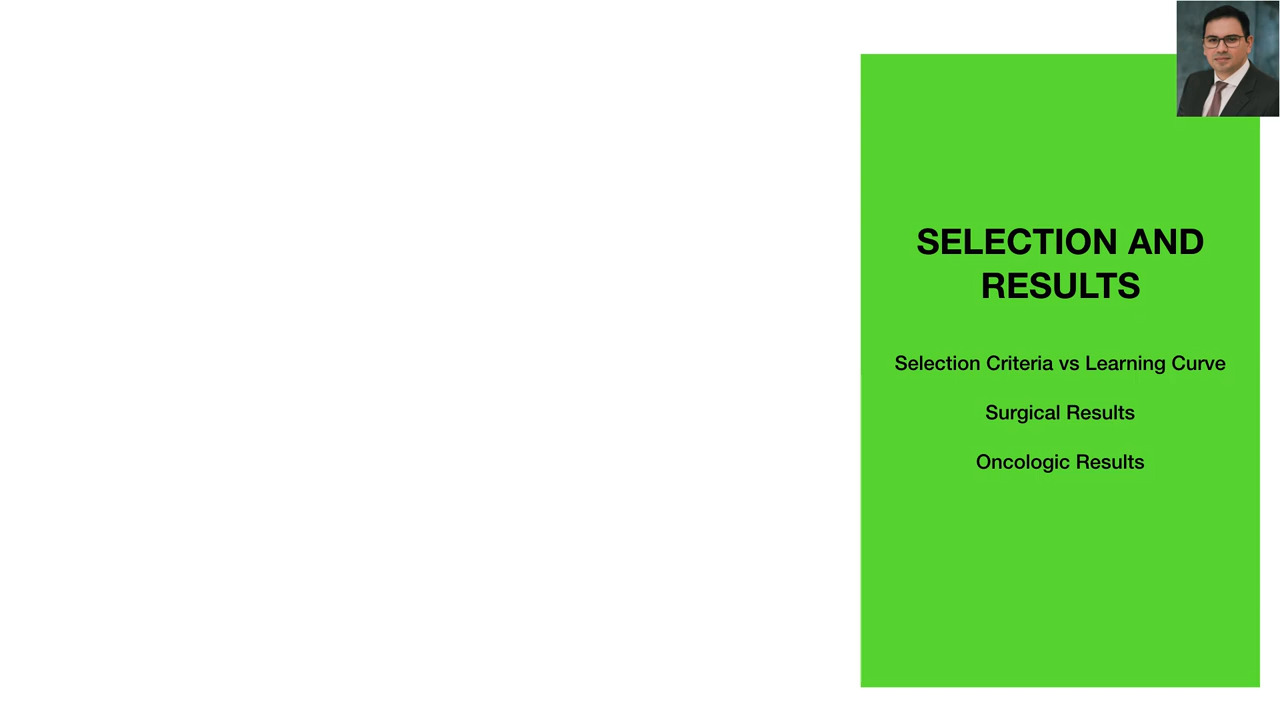 SELECTION AND
RESULTS
Selection Criteria vs Learning Curve
Surgical Results
Oncologic Results